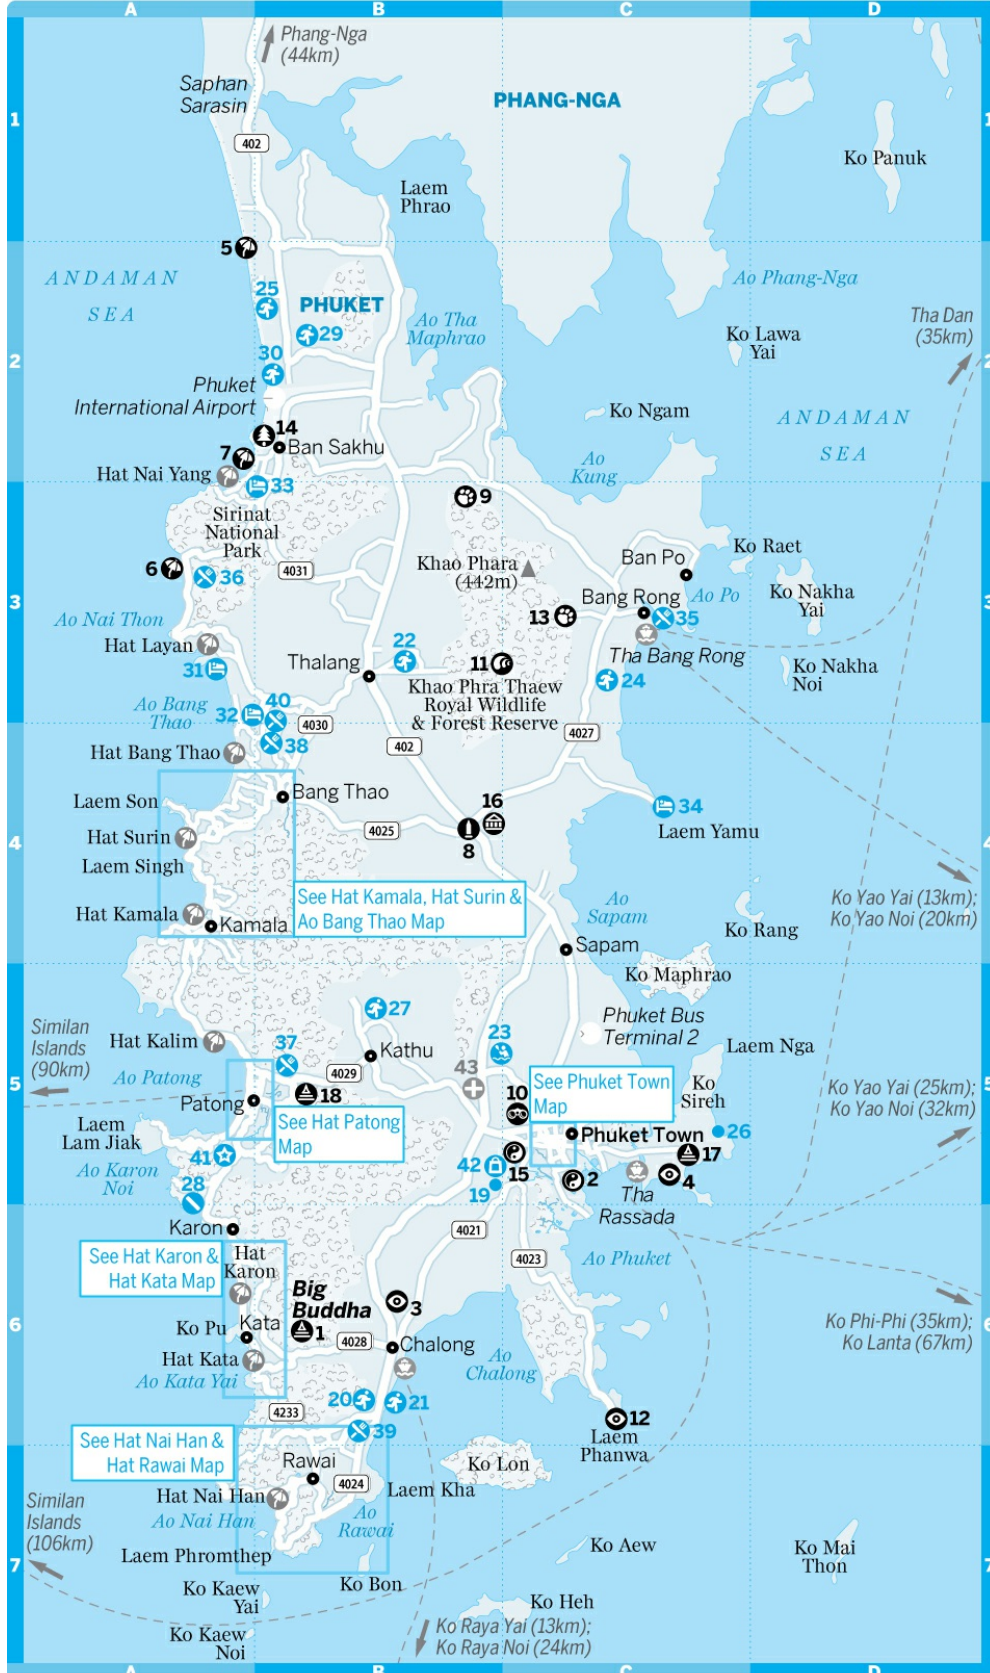 A
B
C
D
Phang-Nga
(44km)
Saphan
Sarasin
PHANG-NGA
1
1
402
Ko Panuk
Laem
Phrao
5
ANDAMAN
SEA
Ao Phang-Nga
25
PHUKET
29
Ao Tha
Maphrao
Tha Dan
(35km)
Ko Lawa
Yai
30
2
2
Phuket
International Airport
Ko Ngam
ANDAMAN
SEA
14
7
Ban Sakhu
Hat Nai Yang
Ao
Kung
33
9
Sirinat
National
Park
Khao Phara
(442m)
Ban Po
Ko Raet
6
36
4031
Ko Nakha
Yai
3
3
Ao Nai Thon
Bang Rong
Ao Po
13
35
Hat Layan
22
Tha Bang Rong
Thalang
11
Ko Nakha
Noi
31
24
Khao Phra Thaew
Royal Wildlife
& Forest Reserve
Ao Bang
Thao
32
40
4030
4027
38
402
Hat Bang Thao
Bang Thao
Laem Son
16
34
4025
Laem Yamu
Hat Surin
8
4
4
Laem Singh
See Hat Kamala, Hat Surin &
Ao Bang Thao Map
Ko Yao Yai (13km);
Ko Yao Noi (20km)
Hat Kamala
Kamala
Ao
Sapam
Ko Rang
Sapam
Ko Maphrao
27
Similan
Islands
(90km)
Hat Kalim
Phuket Bus
Terminal 2
37
Kathu
23
Laem Nga
Ao Patong
4029
43
5
5
See Phuket Town
Map
Ko
Sireh
Ko Yao Yai (25km);
Ko Yao Noi (32km)
Patong
18
10
See Hat Patong
Map
Laem
Lam Jiak
Phuket Town
26
41
42
15
17
Ao Karon
Noi
19
2
4
28
Tha
Rassada
Karon
4021
4023
Ao Phuket
See Hat Karon &
Hat Kata Map
Hat
Karon
Big
Buddha
3
6
6
Ko Pu
Kata
1
4028
Chalong
Ko Phi-Phi (35km);
Ko Lanta (67km)
Hat Kata
Ao
Chalong
Ao Kata Yai
20
21
4233
12
39
Laem
Phanwa
See Hat Nai Han &
Hat Rawai Map
Rawai
Ko Lon
4024
Laem Kha
Similan
Islands
(106km)
Hat Nai Han
Ao Nai Han
Ao
Rawai
Laem Phromthep
Ko Aew
Ko Mai
Thon
7
7
Ko Bon
Ko Kaew
Yai
Ko Heh
Ko Kaew
Noi
Ko Raya Yai (13km);
Ko Raya Noi (24km)
A
B
C
D